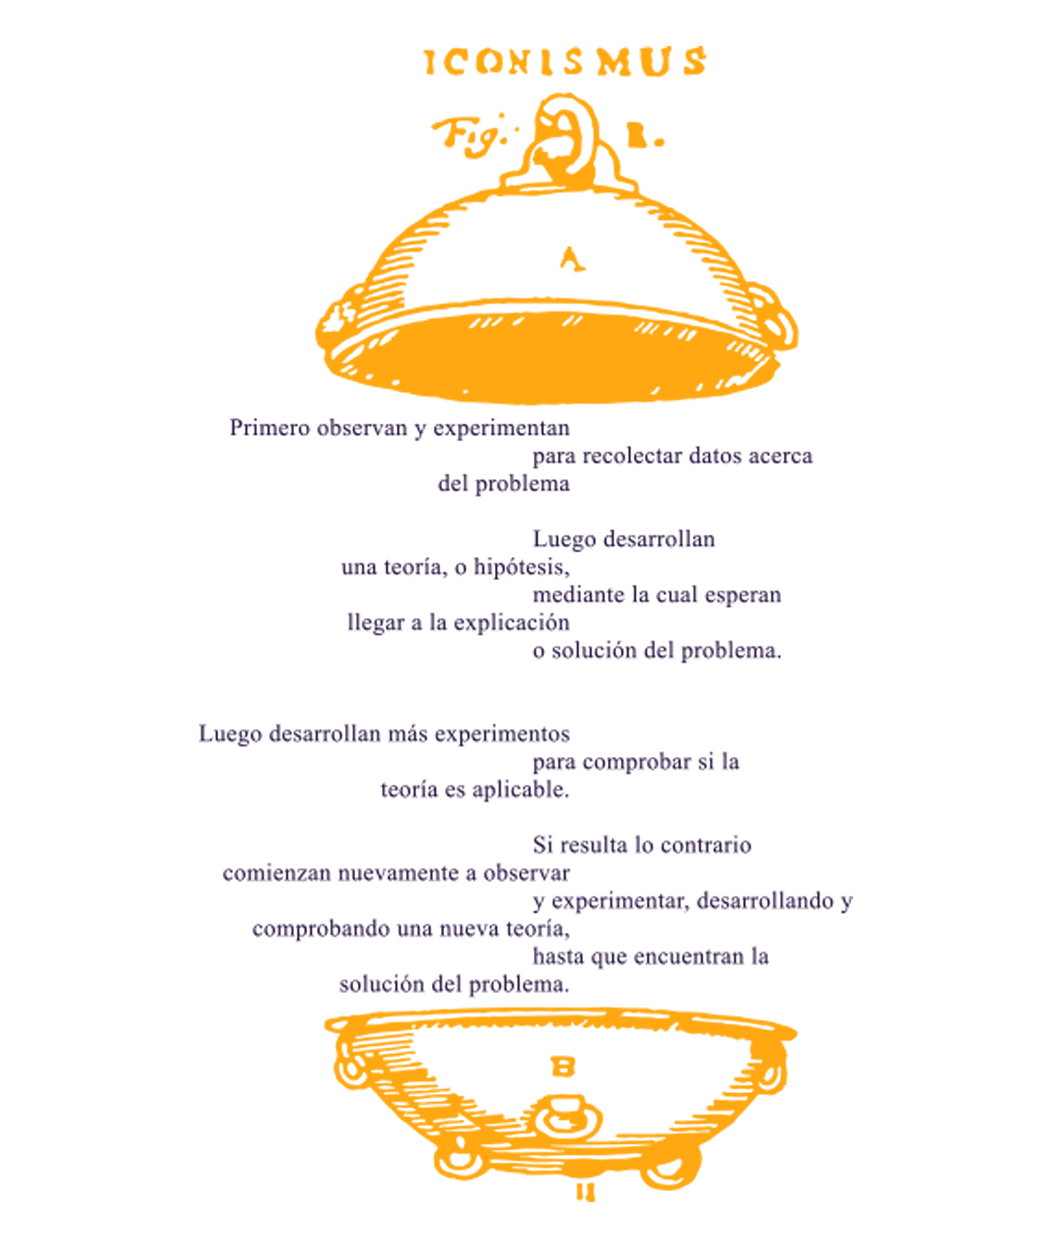 ICONISMUS
Fig. I.
A
Primero observan y experimentan
para recolectar datos acerca
del problema
Luego desarrollan
una teoría, o hipótesis,
mediante la cual esperan
llegar a la explicación
o solución del problema.
Luego desarrollan más experimentos
para comprobar si la
teoría es aplicable.
Si resulta lo contrario
comienzan nuevamente a observar
y experimentar, desarrollando y
comprobando una nueva teoría,
hasta que encuentran la
solución del problema.
B
II